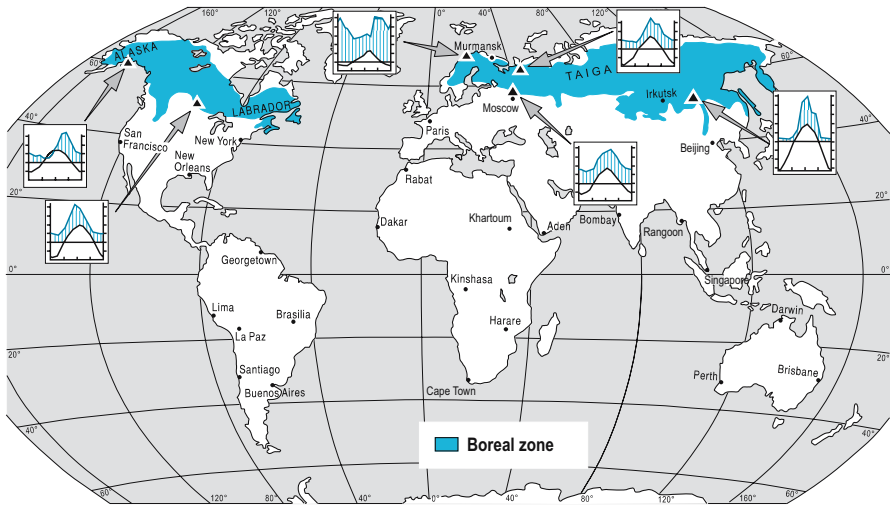 160° 120° 80° 0° 40° 80° 120° 160°
Murmansk
ALASKA
60°
60°
TAIGA
LABRADOR
Irkutsk
Moscow
40°
40°
San
Francisco
New York
Paris
Beijing
New
Orleans
Rabat
20°
20°
Dakar
Khartoum
Aden
Bombay
Rangoon
Georgetown
0°
0°
Singapore
Kinshasa
Lima
Brasilia
Darwin
La Paz
Harare
20°
20°
Santiago
Perth
Brisbane
Buenos Aires
Cape Town
40°
40°
Boreal zone
60°
60°
120° 80° 40° 0° 40° 80° 120° 160°